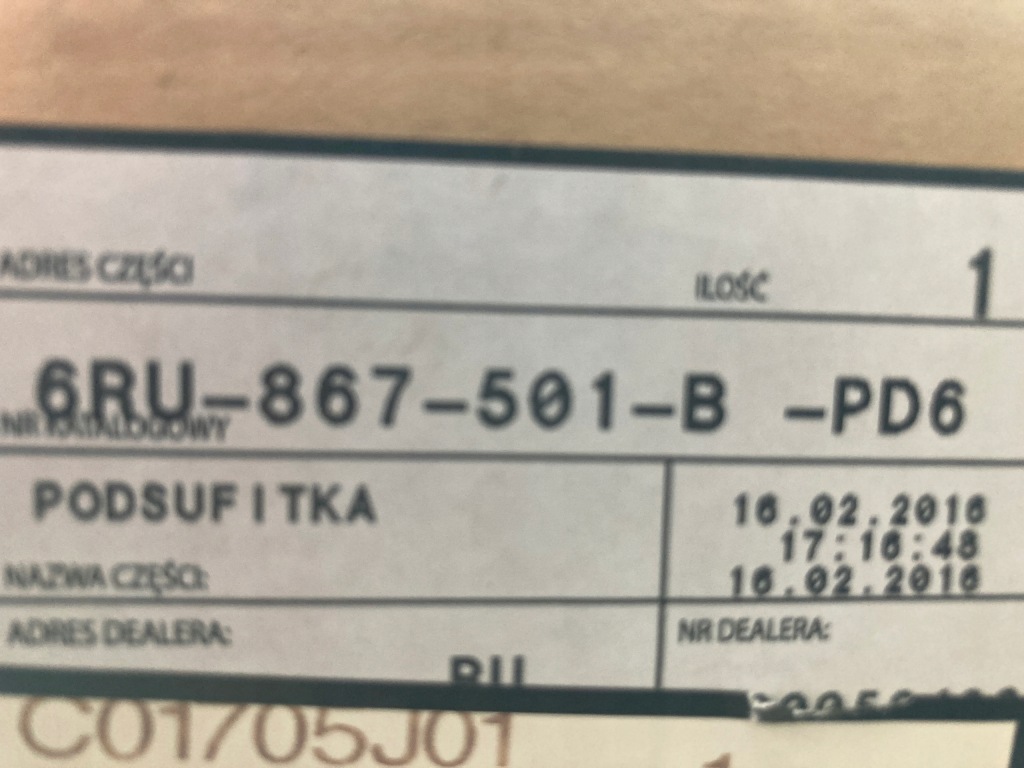 ADRES CZĘŚCI
ILOŚĆ 1
6RU-867-501-B -PD6
NR KATALOGOWY
PODSUFITKA
16.02.2016
17:16:48
NAZWA CZĘŚCI:
16.02.2016
ADRES DEALERA:
NR DEALERA:
RU
C01705J01